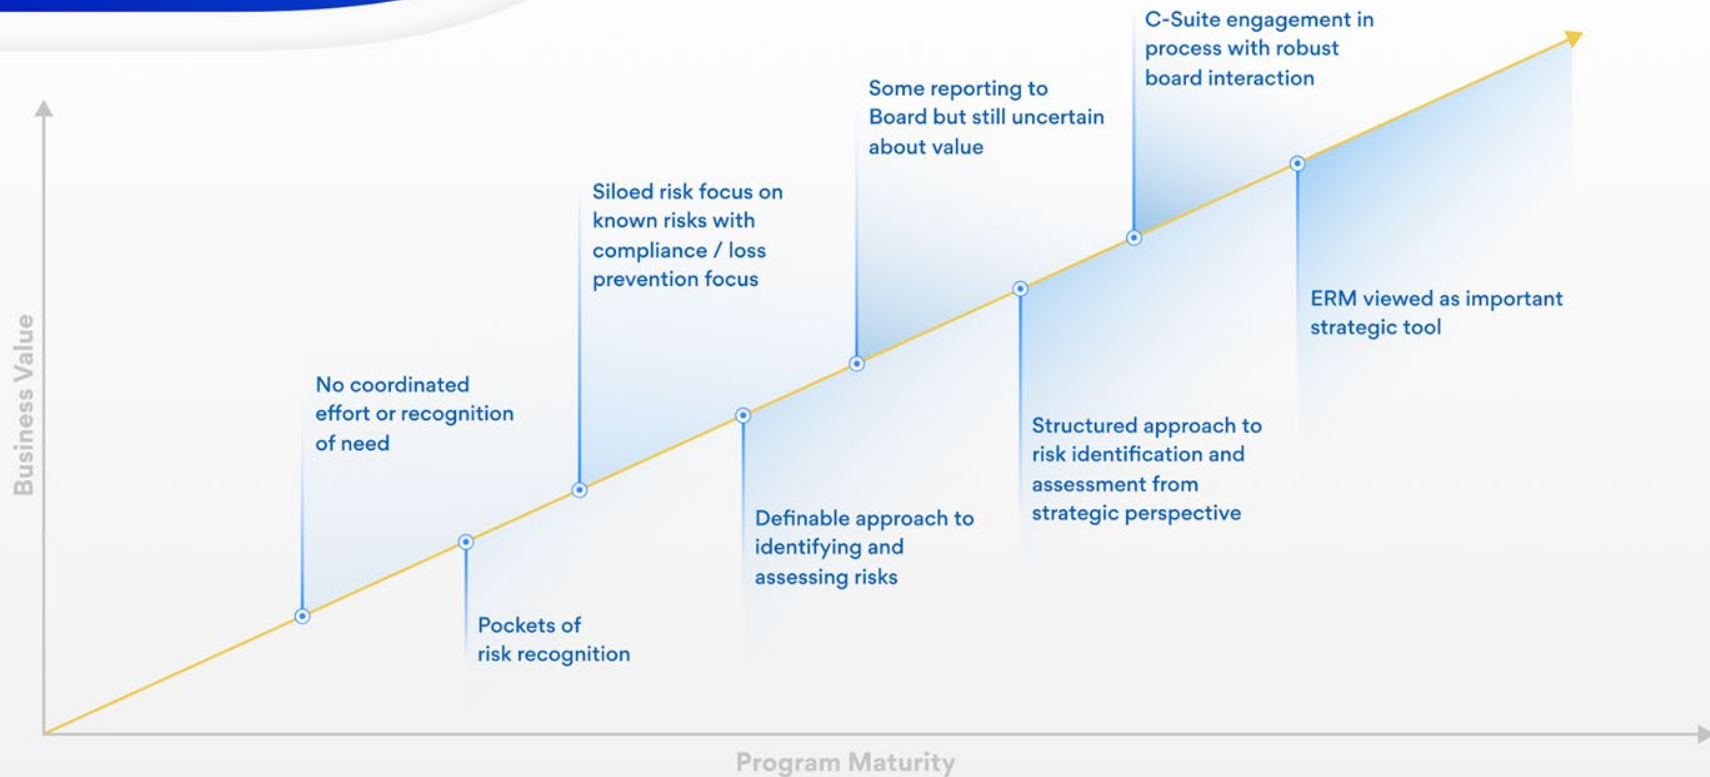 C-Suite engagement in
process with robust
board interaction
Some reporting to
Board but still uncertain
about value
Siloed risk focus on
known risks with
compliance / loss
prevention focus
ERM viewed as important
strategic tool
No coordinated
effort or recognition
of need
Structured approach to
risk identification and
assessment from
strategic perspective
Definable approach to
identifying and
assessing risks
Pockets of
risk recognition
Business Value
Program Maturity